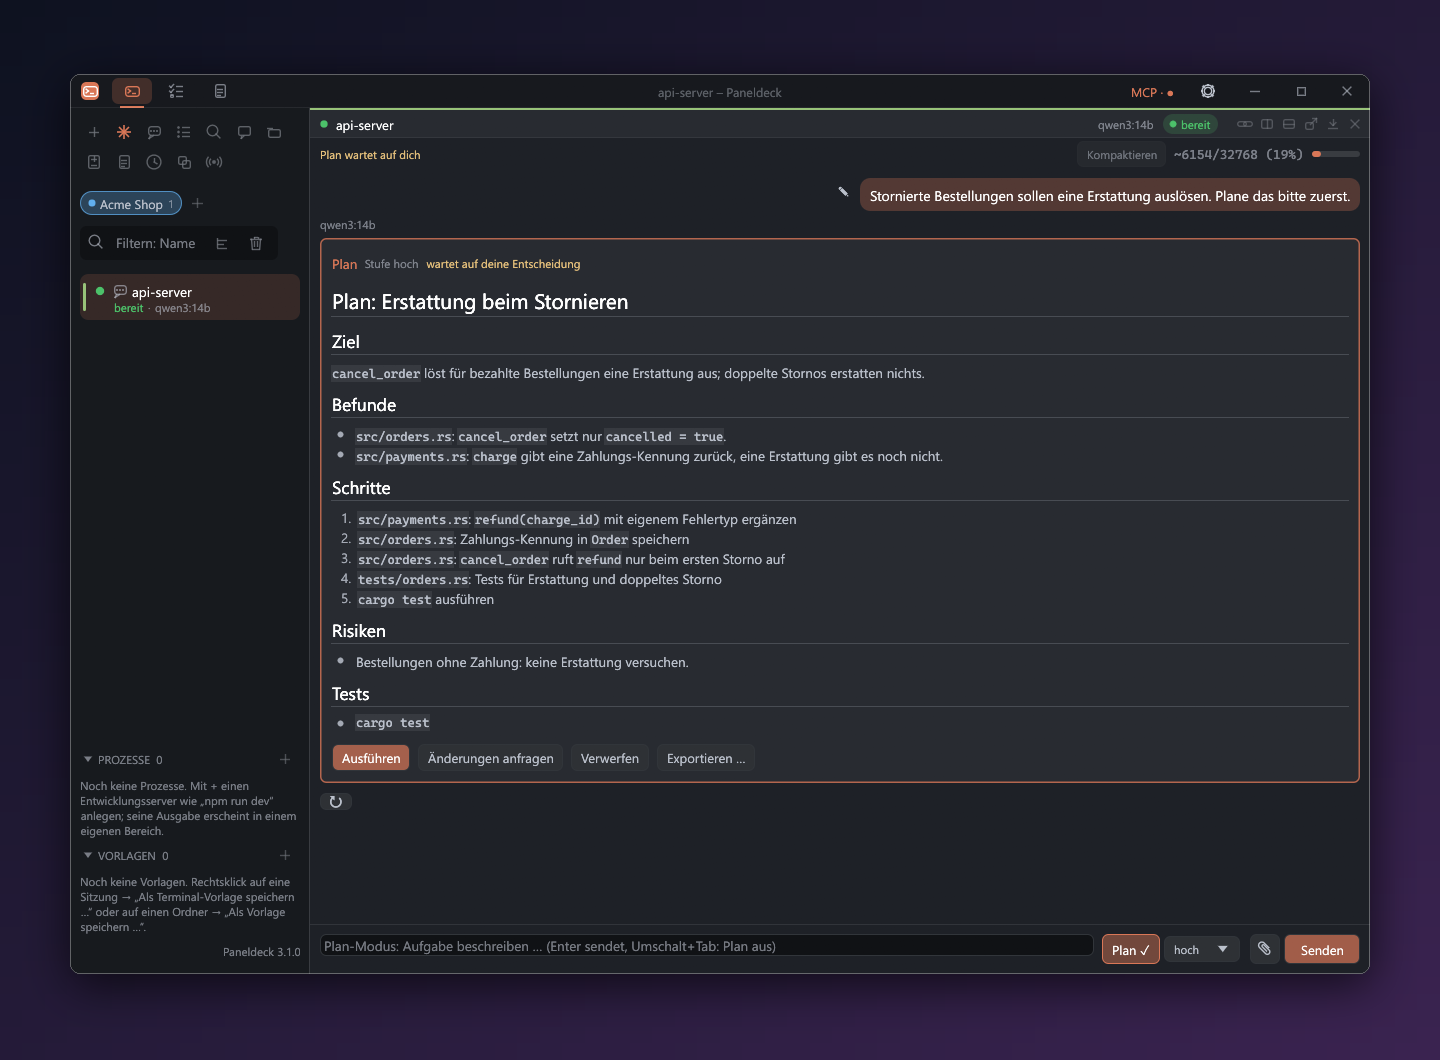 api-server – Paneldeck
MCP ·
api-server
qwen3:14b
bereit
Plan wartet auf dich
Kompaktieren
~6154/32768 (19%)
Acme Shop 1
Filtern: Name
api-server
bereit · qwen3:14b
Stornierte Bestellungen sollen eine Erstattung auslösen. Plane das bitte zuerst.
qwen3:14b
Plan Stufe hoch wartet auf deine Entscheidung
Plan: Erstattung beim Stornieren
Ziel
cancel_order löst für bezahlte Bestellungen eine Erstattung aus; doppelte Stornos erstatten nichts.
Befunde
src/orders.rs: cancel_order setzt nur cancelled = true.
src/payments.rs: charge gibt eine Zahlungs-Kennung zurück, eine Erstattung gibt es noch nicht.
Schritte
1. src/payments.rs: refund(charge_id) mit eigenem Fehlertyp ergänzen
2. src/orders.rs: Zahlungs-Kennung in Order speichern
3. src/orders.rs: cancel_order ruft refund nur beim ersten Storno auf
4. tests/orders.rs: Tests für Erstattung und doppeltes Storno
5. cargo test ausführen
Risiken
Bestellungen ohne Zahlung: keine Erstattung versuchen.
Tests
cargo test
Ausführen
Änderungen anfragen
Verwerfen
Exportieren ...
PROZESSE 0
Noch keine Prozesse. Mit + einen
Entwicklungsserver wie „npm run dev“
anlegen; seine Ausgabe erscheint in einem
eigenen Bereich.
VORLAGEN 0
Noch keine Vorlagen. Rechtsklick auf eine
Sitzung → „Als Terminal-Vorlage speichern
…“ oder auf einen Ordner → „Als Vorlage
speichern …“.
Paneldeck 3.1.0
Plan-Modus: Aufgabe beschreiben … (Enter sendet, Umschalt+Tab: Plan aus)
Plan ✓
hoch
Senden